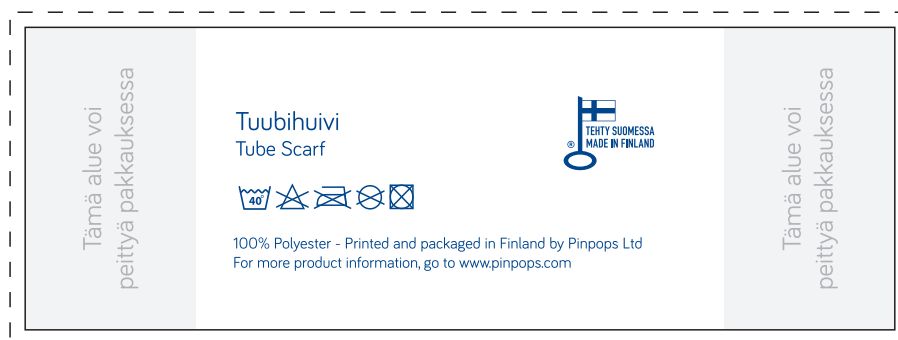 Tämä alue voi
peittyä pakkauksessa
Tuubihuivi
Tube Scarf
®
TEHTY SUOMESSA
MADE IN FINLAND
40°
100% Polyester - Printed and packaged in Finland by Pinpops Ltd
For more product information, go to www.pinpops.com
Tämä alue voi
peittyä pakkauksessa